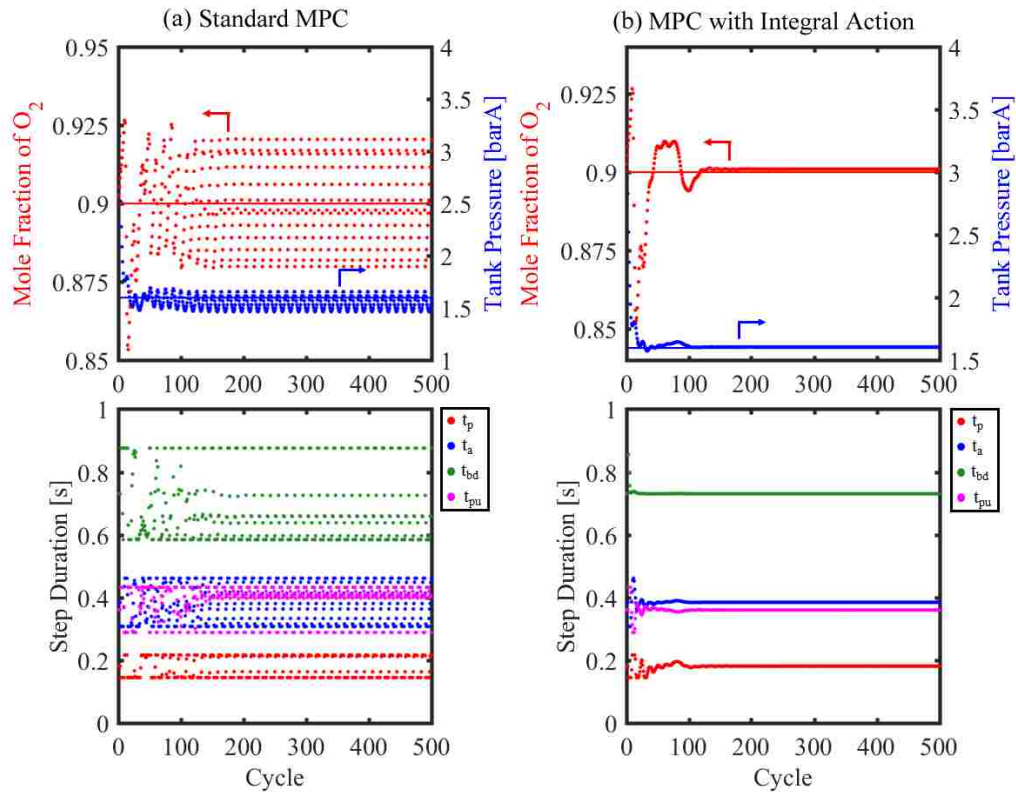 (a) Standard MPC
(b) MPC with Integral Action
0.95
0.925
0.9
0.875
0.85
Mole Fraction of O2
4
3.5
3
2.5
2
1.5
1
Tank Pressure [barA]
0 100 200 300 400 500
0.925
0.9
0.875
0.85
Mole Fraction of O2
4
3.5
3
2.5
2
1.5
Tank Pressure [barA]
0 100 200 300 400 500
1
0.8
0.6
0.4
0.2
0
Step Duration [s]
0 100 200 300 400 500
Cycle
tp
ta
tbd
tpu
1
0.8
0.6
0.4
0.2
0
Step Duration [s]
0 100 200 300 400 500
Cycle
tp
ta
tbd
tpu